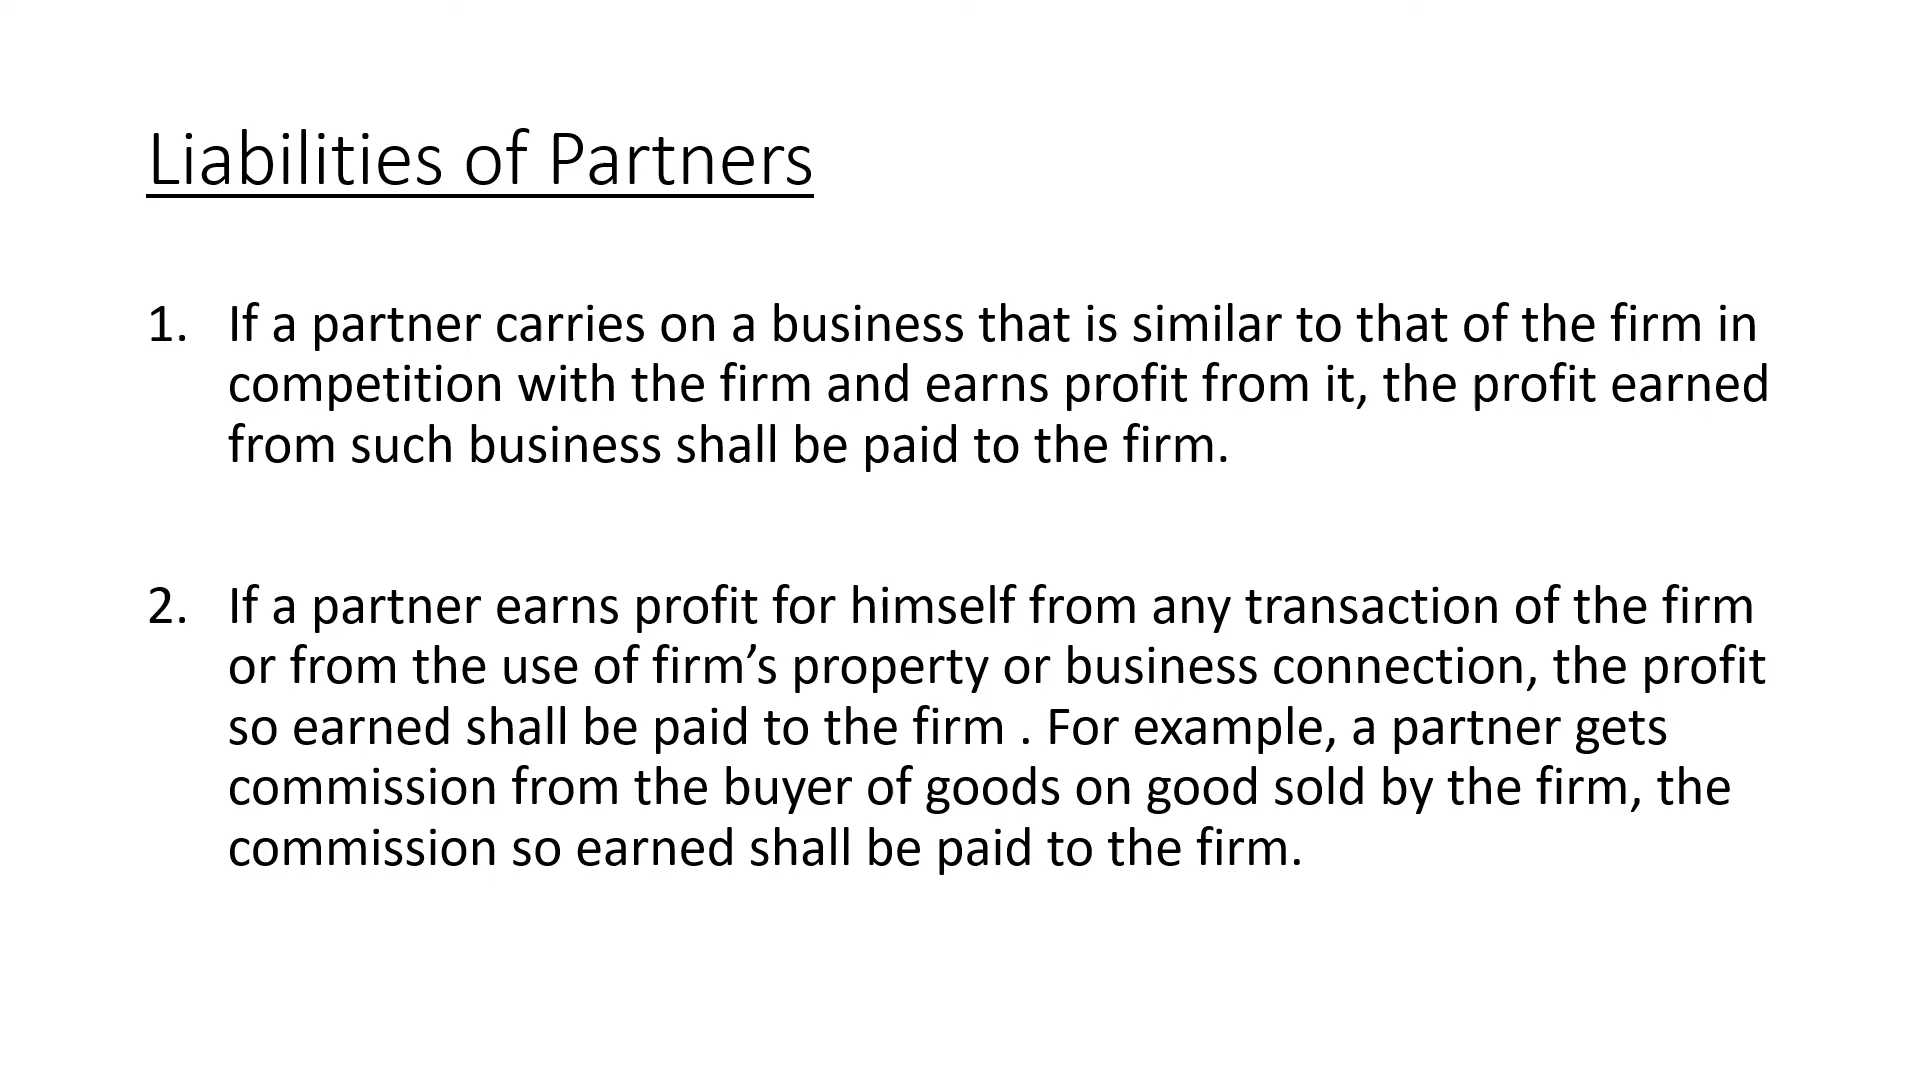 Liabilities of Partners
1. If a partner carries on a business that is similar to that of the firm in
competition with the firm and earns profit from it, the profit earned
from such business shall be paid to the firm.
2. If a partner earns profit for himself from any transaction of the firm
or from the use of firm’s property or business connection, the profit
so earned shall be paid to the firm . For example, a partner gets
commission from the buyer of goods on good sold by the firm, the
commission so earned shall be paid to the firm.